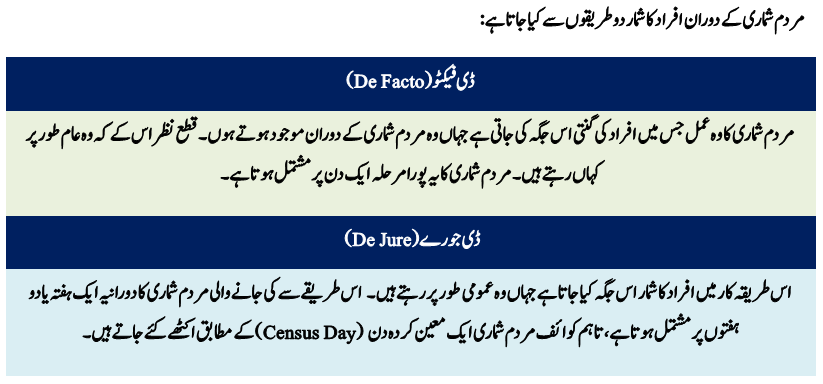 مردم شماری کے دوران افراد کا شمار دو طریقوں سے کیا جاتا ہے:
ڈی فیکٹو (De Facto)
مردم شماری کا وہ عمل جس میں افراد کی گنتی اس جگہ کی جاتی ہے جہاں وہ مردم شماری کے دوران موجود ہوتے ہوں۔ قطع نظر اس کے کہ وہ عام طور پر
کہاں رہتے ہیں۔ مردم شماری کا یہ پورا مرحلہ ایک دن پر مشتمل ہوتا ہے۔
ڈی جورے (De Jure)
اس طریقہ کار میں افراد کا شمار اس جگہ کیا جاتا ہے جہاں وہ عمومی طور پر رہتے ہیں۔ اس طریقے سے کی جانے والی مردم شماری کا دورانیہ ایک ہفتہ یا دو
ہفتوں پر مشتمل ہوتا ہے، تاہم کوائف مردم شماری ایک معین کردہ دن (Census Day) کے مطابق اکٹھے کئے جاتے ہیں۔